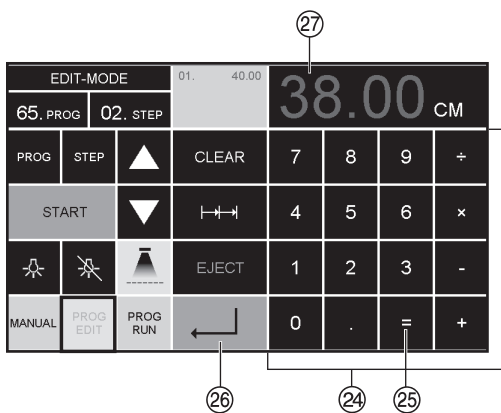 27
EDIT-MODE 01. 40.00 38.00 CM
65. PROG 02. STEP
PROG STEP CLEAR 7 8 9 ÷
START 4 5 6 ×
EJECT 1 2 3 -
MANUAL PROG EDIT PROG RUN 0 . = +
26 24 25